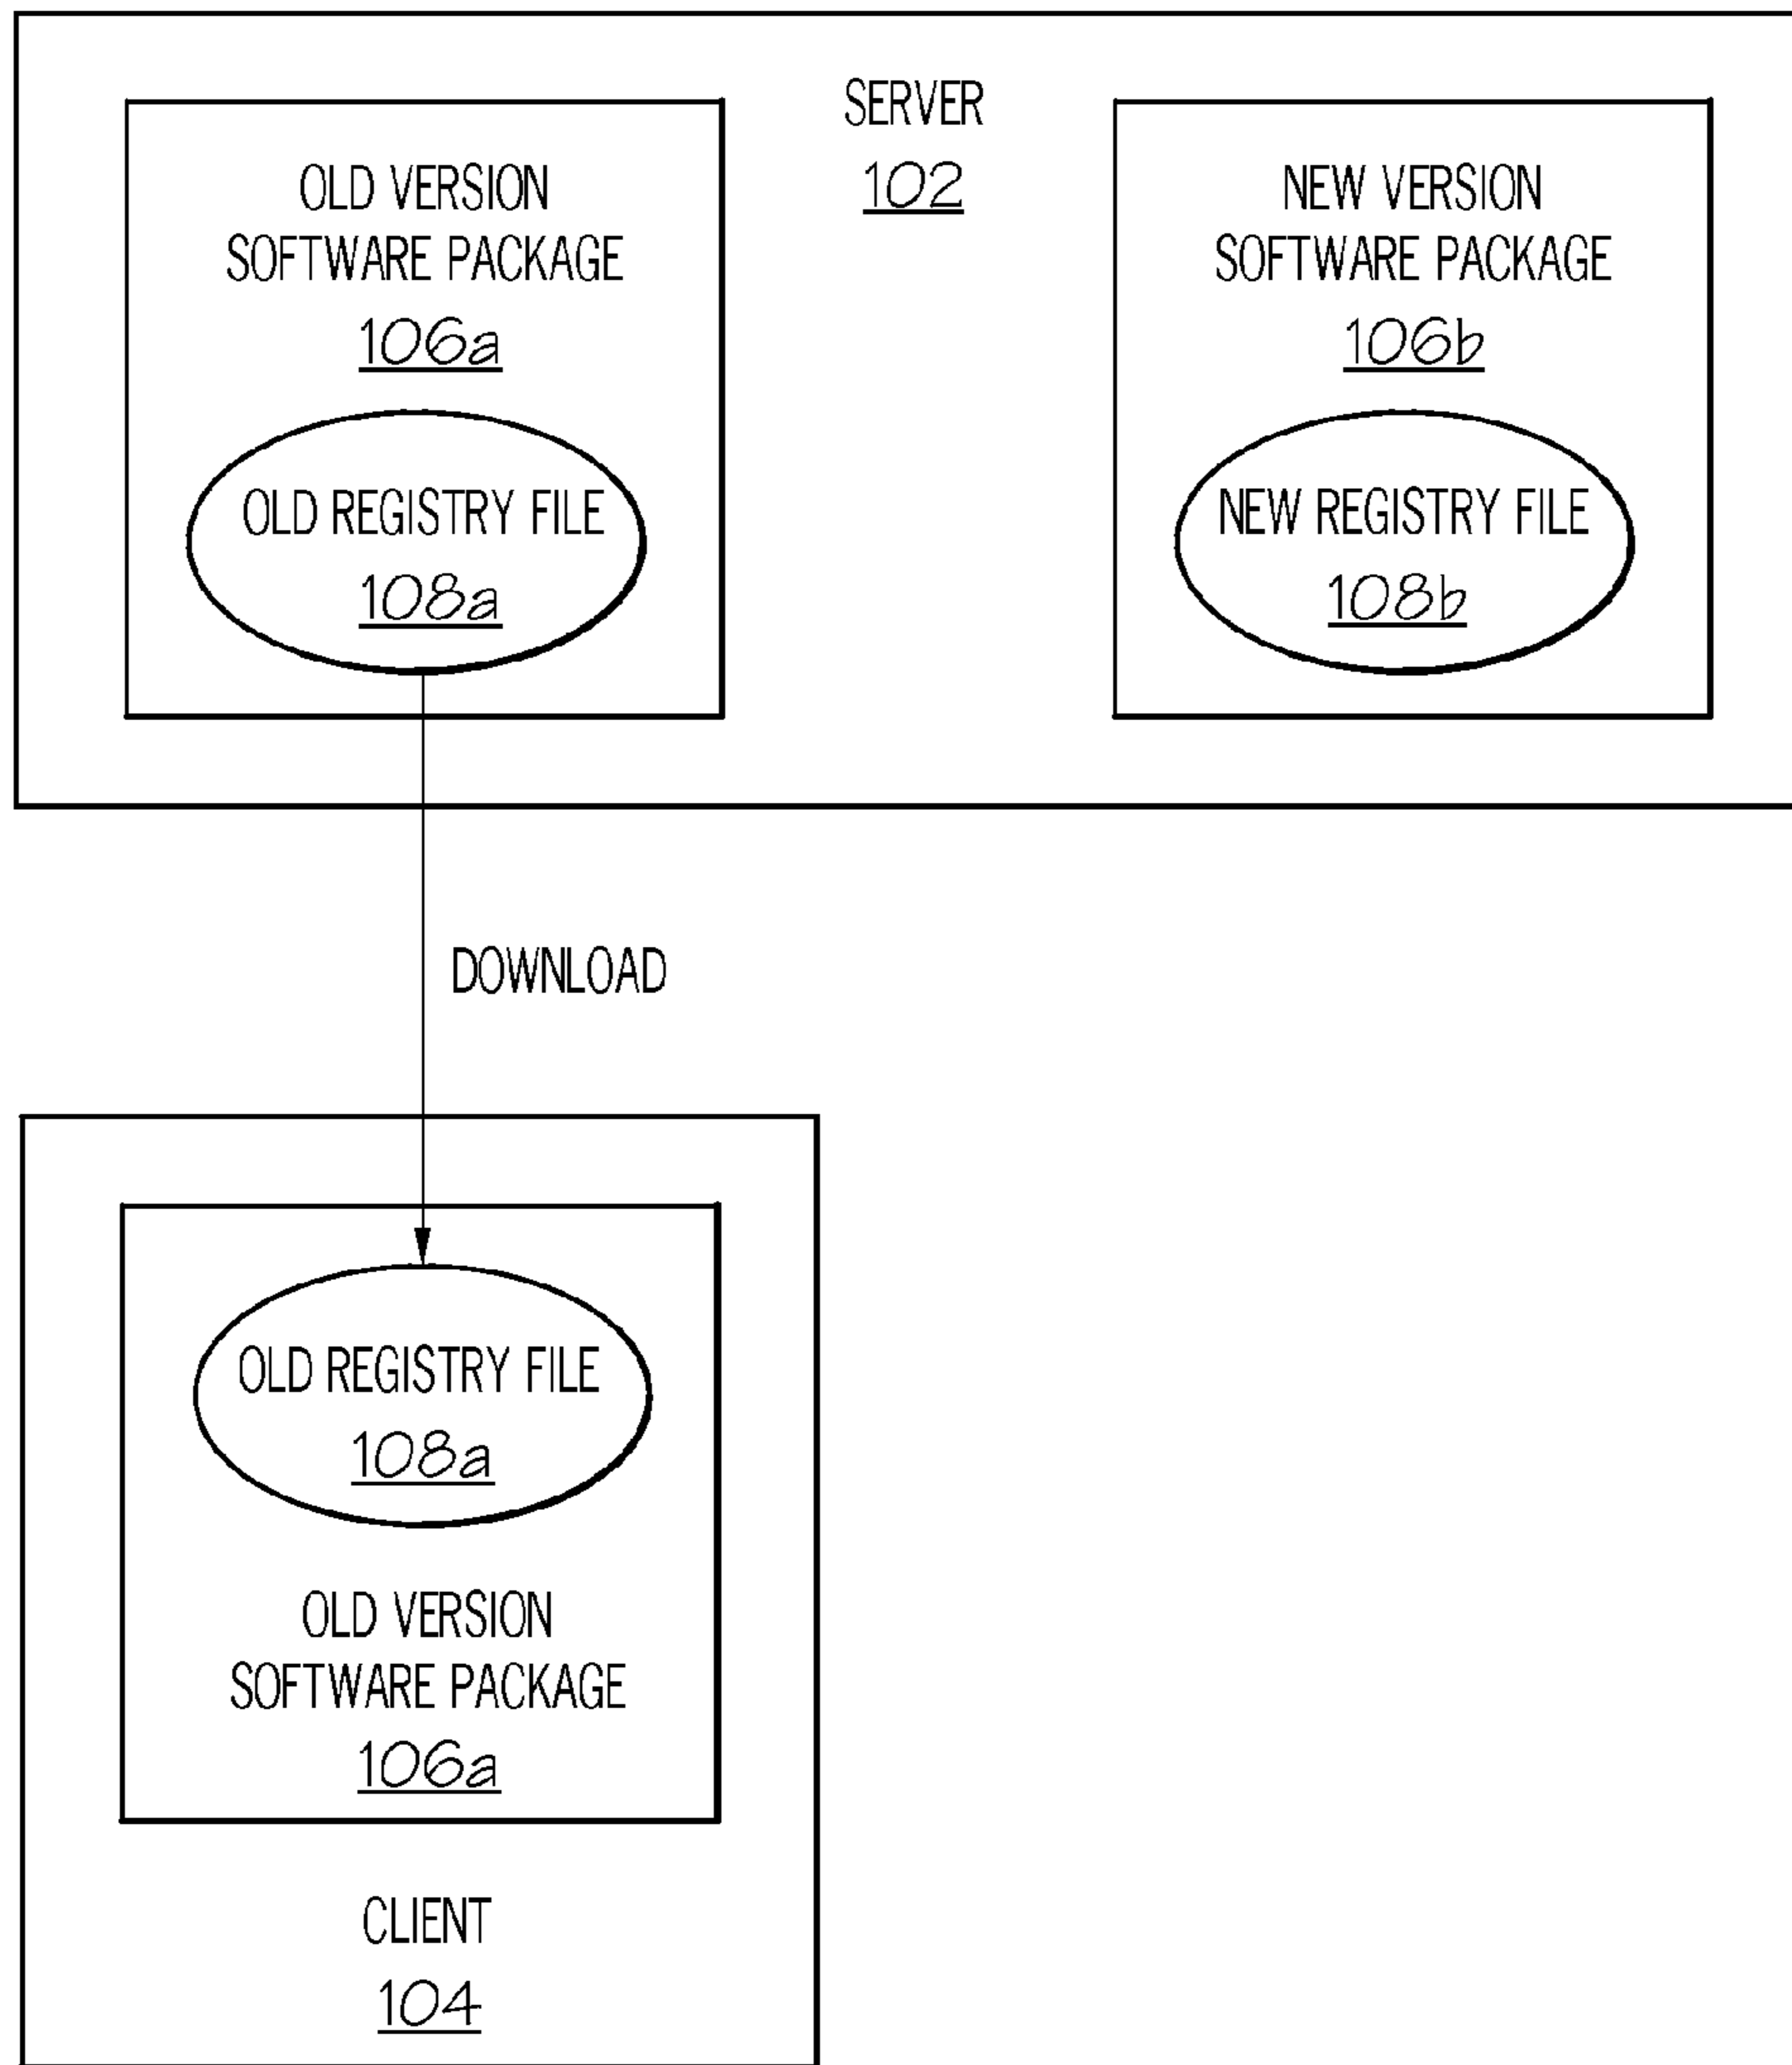 SERVER
102
OLD VERSION
SOFTWARE PACKAGE
106a
OLD REGISTRY FILE
108a
NEW VERSION
SOFTWARE PACKAGE
106b
NEW REGISTRY FILE
108b
DOWNLOAD
OLD REGISTRY FILE
108a
OLD VERSION
SOFTWARE PACKAGE
106a
CLIENT
104